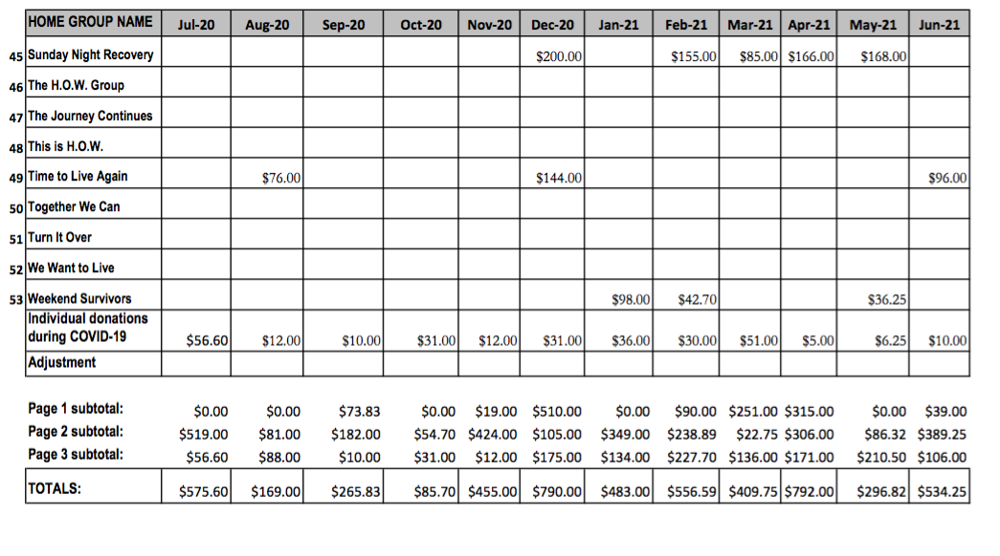 HOME GROUP NAME Jul-20 Aug-20 Sep-20 Oct-20 Nov-20 Dec-20 Jan-21 Feb-21 Mar-21 Apr-21 May-21 Jun-21
45 Sunday Night Recovery $200.00 $155.00 $85.00 $166.00 $168.00
46 The H.O.W. Group
47 The Journey Continues
48 This is H.O.W.
49 Time to Live Again $76.00 $144.00 $96.00
50 Together We Can
51 Turn It Over
52 We Want to Live
53 Weekend Survivors $98.00 $42.70 $36.25
Individual donations
during COVID-19 $56.60 $12.00 $10.00 $31.00 $12.00 $31.00 $36.00 $30.00 $51.00 $5.00 $6.25 $10.00
Adjustment
Page 1 subtotal: $0.00 $0.00 $73.83 $0.00 $19.00 $510.00 $0.00 $90.00 $251.00 $315.00 $0.00 $39.00
Page 2 subtotal: $519.00 $81.00 $182.00 $54.70 $424.00 $105.00 $349.00 $238.89 $22.75 $306.00 $86.32 $389.25
Page 3 subtotal: $56.60 $88.00 $10.00 $31.00 $12.00 $175.00 $134.00 $227.70 $136.00 $171.00 $210.50 $106.00
TOTALS: $575.60 $169.00 $265.83 $85.70 $455.00 $790.00 $483.00 $556.59 $409.75 $792.00 $296.82 $534.25